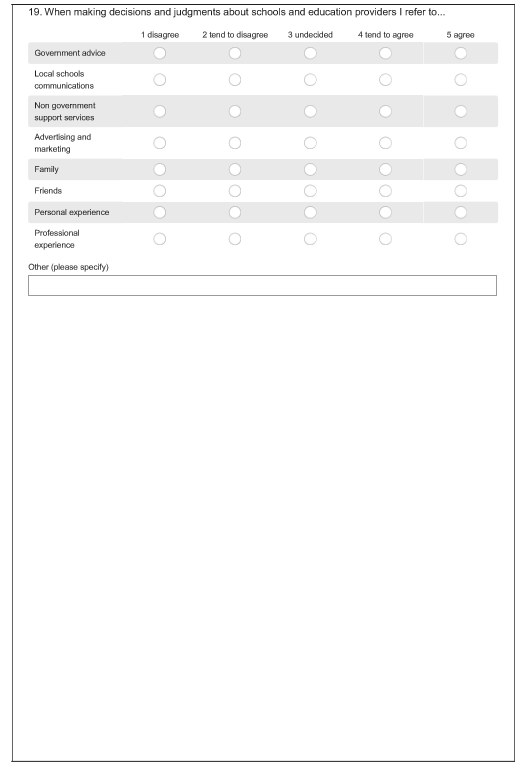 19. When making decisions and judgments about schools and education providers I refer to...
1 disagree 2 tend to disagree 3 undecided 4 tend to agree 5 agree
Government advice
Local schools
communications
Non government
support services
Advertising and
marketing
Family
Friends
Personal experience
Professional
experience
Other (please specify)